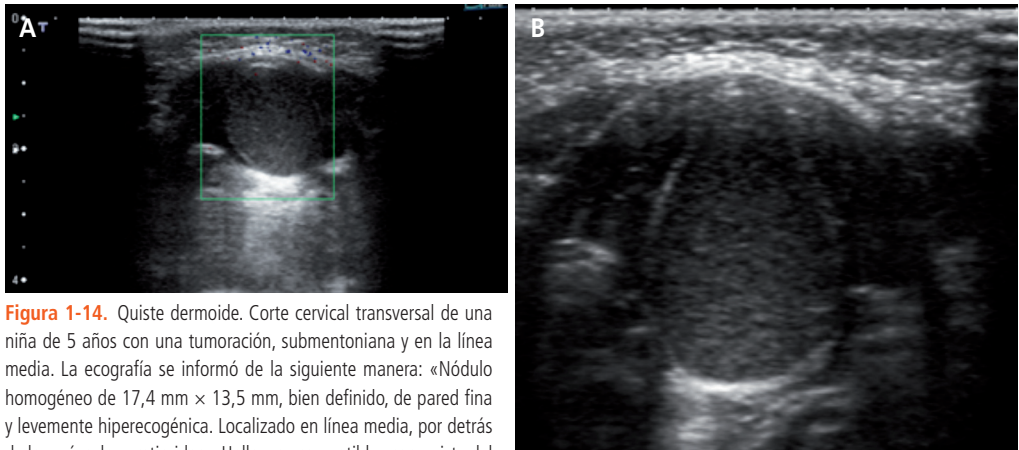 A
T
0
4
B
Figura 1-14. Quiste dermoide. Corte cervical transversal de una
niña de 5 años con una tumoración, submentoniana y en la línea
media. La ecografía se informó de la siguiente manera: «Nódulo
homogéneo de 17,4 mm × 13,5 mm, bien definido, de pared fina
y levemente hiperecogénica. Localizado en línea media, por detrás